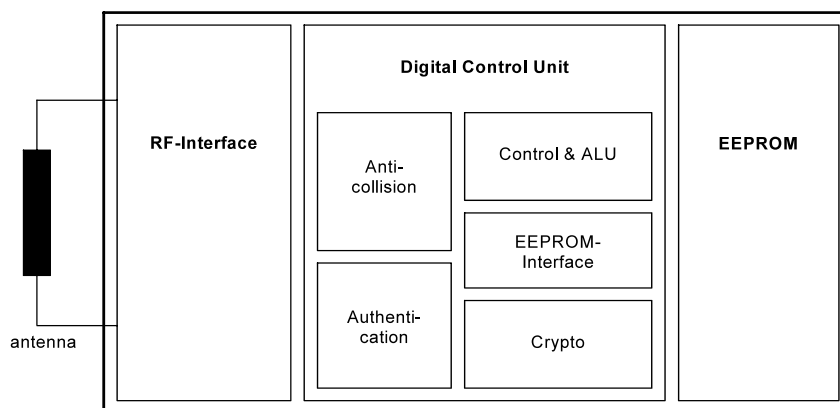 Digital Control Unit
RF-Interface
EEPROM
Anti-
collision
Control & ALU
EEPROM-
Interface
Authenti-
cation
Crypto
antenna